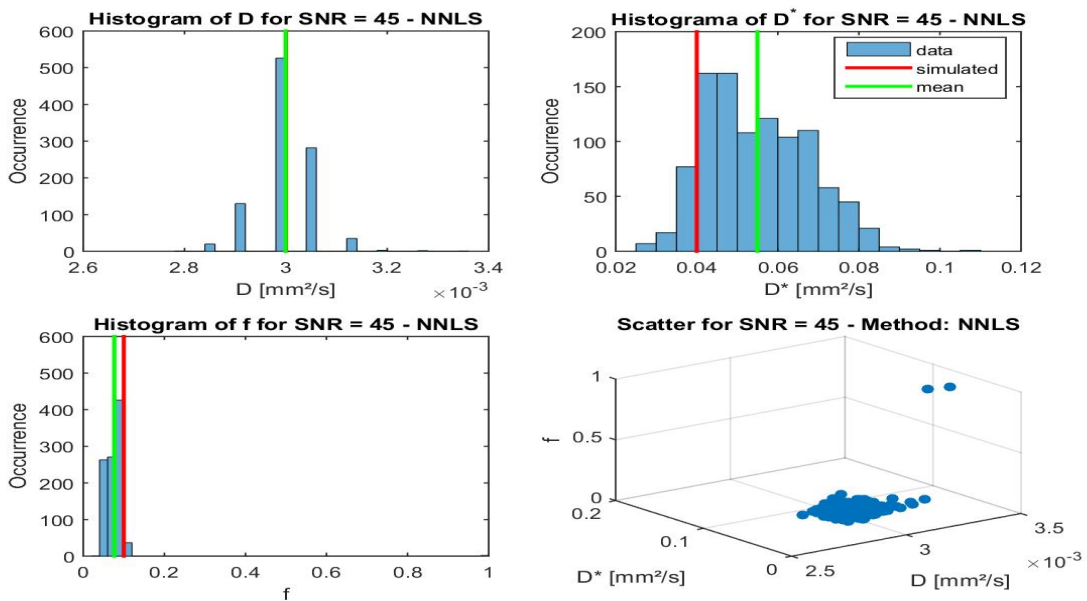 Histogram of D for SNR = 45 - NNLS
600
500
400
300
200
100
0
Occurrence
2.6
2.8
3
3.2
3.4
D [mm²/s]
×10⁻³
Histograma of D* for SNR = 45 - NNLS
200
150
100
50
0
Occurrence
data
simulated
mean
0.02
0.04
0.06
0.08
0.1
0.12
D* [mm²/s]
Histogram of f for SNR = 45 - NNLS
600
500
400
300
200
100
0
Occurrence
0
0.2
0.4
0.6
0.8
1
f
Scatter for SNR = 45 - Method: NNLS
1
0.5
0
f
0.2
0.1
0
D* [mm²/s]
2.5
3
3.5
×10⁻³
D [mm²/s]